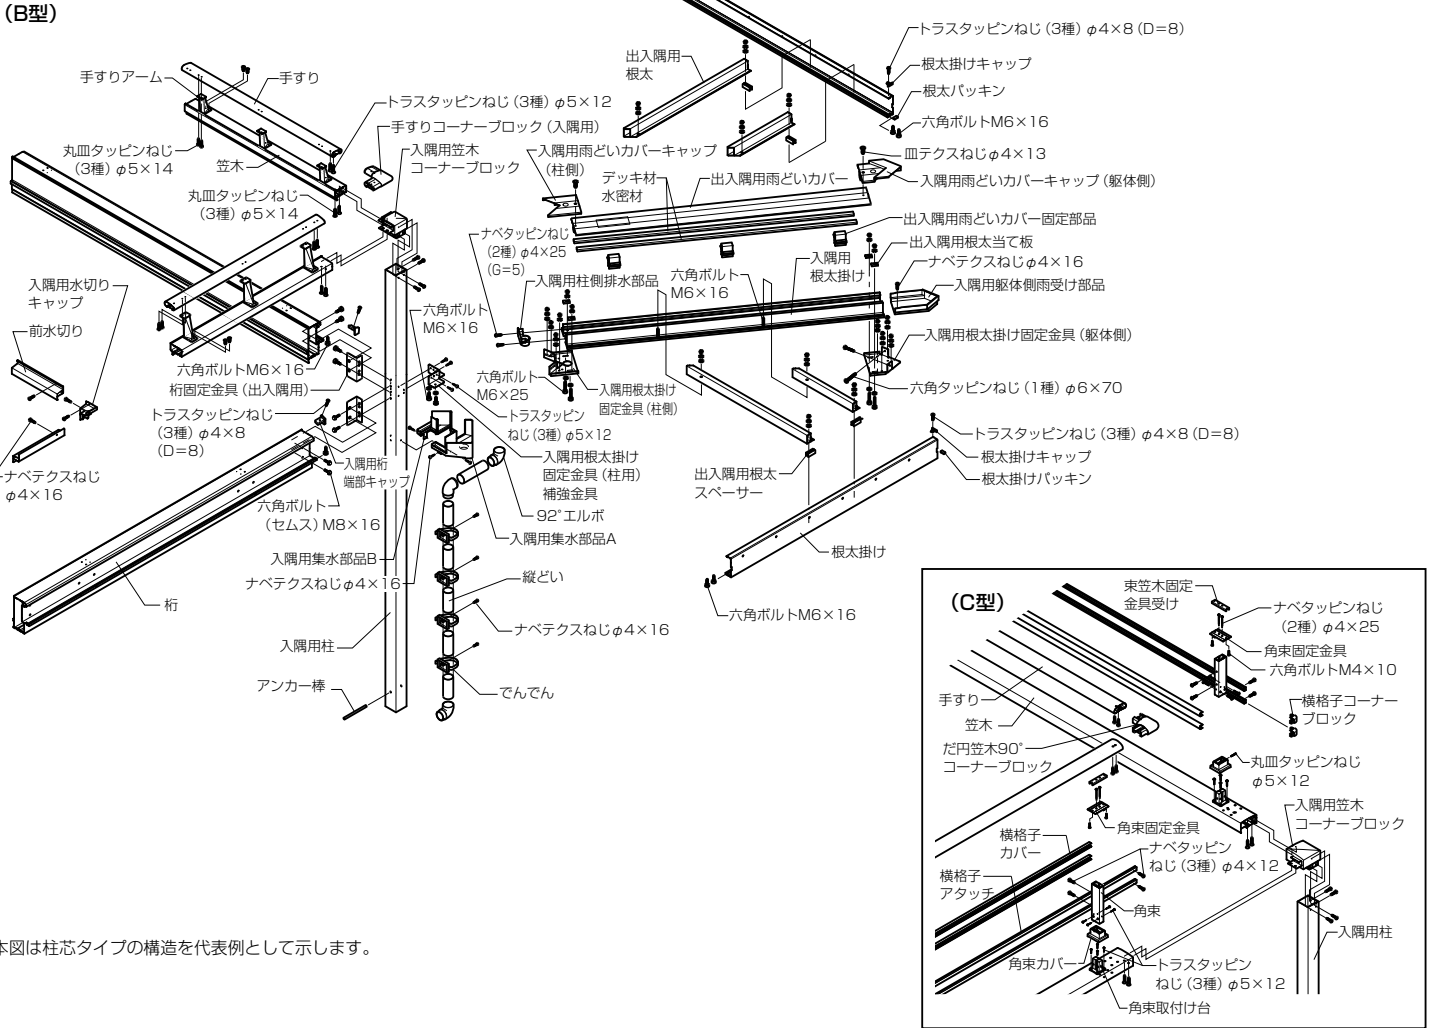 （B型）
手すりアーム
手すり
トラスタッピンねじ（3種）φ5×12
手すりコーナーブロック（入隅用）
丸皿タッピンねじ
（3種）φ5×14
笠木
入隅用笠木
コーナーブロック
丸皿タッピンねじ
（3種）φ5×14
入隅用水切り
キャップ
前水切り
六角ボルトM6×16
桁固定金具（出入隅用）
トラスタッピンねじ
（3種）φ4×8
（D=8）
ナベテクスねじ
φ4×16
入隅用桁
端部キャップ
六角ボルト
（セムス）M8×16
入隅用集水部品B
ナベテクスねじφ4×16
桁
入隅用柱
アンカー棒
出入隅用
根太
トラスタッピンねじ（3種）φ4×8（D=8）
根太掛けキャップ
根太パッキン
六角ボルトM6×16
入隅用雨どいカバーキャップ
（柱側）
デッキ材
水密材
出入隅用雨どいカバー
皿テクスねじφ4×13
入隅用雨どいカバーキャップ（躯体側）
出入隅用雨どいカバー固定部品
出入隅用根太当て板
ナベテクスねじφ4×16
ナベタッピンねじ
（2種）φ4×25
（G=5）
入隅用柱側排水部品
六角ボルト
M6×16
入隅用
根太掛け
入隅用躯体側雨受け部品
六角ボルト
M6×16
入隅用根太掛け固定金具（躯体側）
六角ボルト
M6×25
入隅用根太掛け
固定金具（柱側）
六角タッピンねじ（1種）φ6×70
トラスタッピン
ねじ（3種）φ5×12
トラスタッピンねじ（3種）φ4×8（D=8）
根太掛けキャップ
根太掛けパッキン
入隅用根太掛け
固定金具（柱用）
補強金具
出入隅用根太
スペーサー
92°エルボ
入隅用集水部品A
根太掛け
縦どい
六角ボルトM6×16
ナベテクスねじφ4×16
でんでん
（C型）
束笠木固定
金具受け
ナベタッピンねじ
（2種）φ4×25
角束固定金具
六角ボルトM4×10
手すり
横格子コーナー
ブロック
笠木
だ円笠木90°
コーナーブロック
丸皿タッピンねじ
φ5×12
入隅用笠木
コーナーブロック
角束固定金具
横格子
カバー
ナベタッピン
ねじ（3種）φ4×12
横格子
アタッチ
角束
入隅用柱
角束カバー
トラスタッピン
ねじ（3種）φ5×12
角束取付け台
本図は柱芯タイプの構造を代表例として示します。